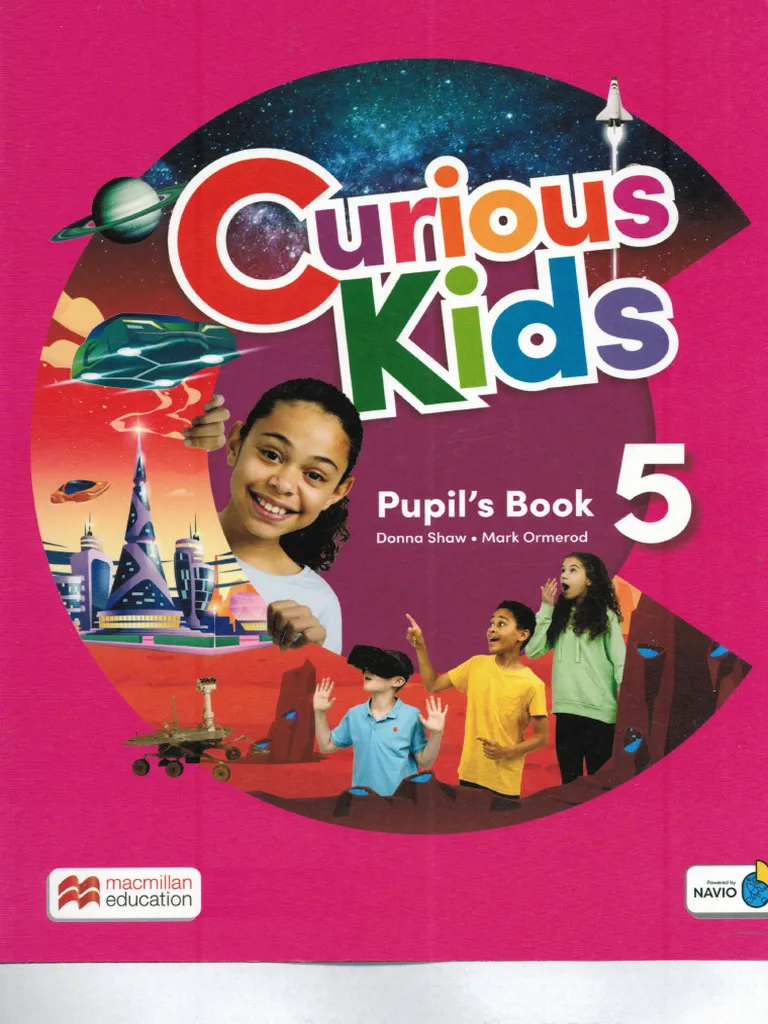 Curious
Kids
Pupil's Book 5
Donna Shaw • Mark Ormerod
macmillan
education
Powered by
NAVIO